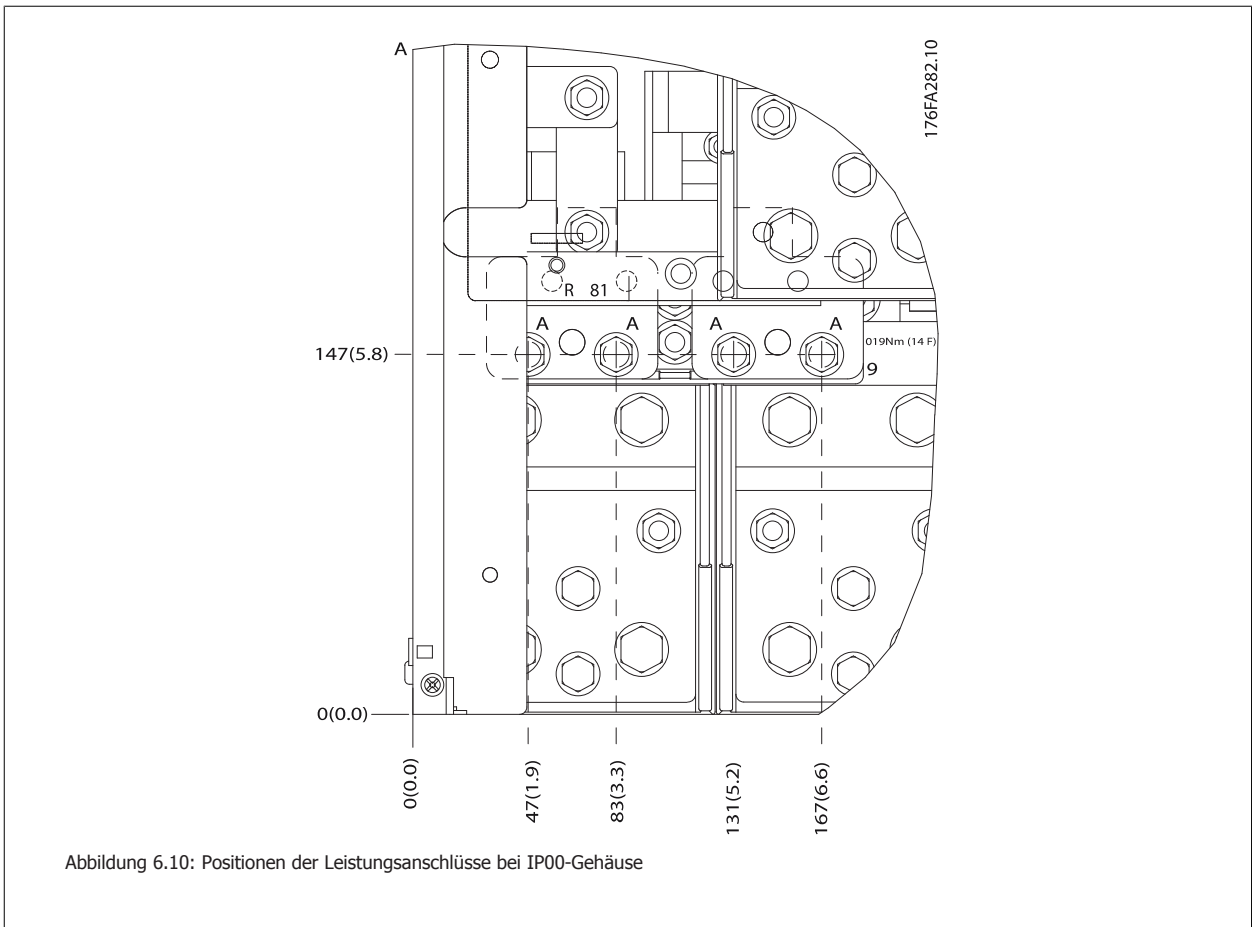 A
176FA282.10
R 81
A A A A
147(5.8)
019Nm (14 F)
9
0(0.0)
0(0.0)
47(1.9)
83(3.3)
131(5.2)
167(6.6)
Abbildung 6.10: Positionen der Leistungsanschlüsse bei IP00-Gehäuse